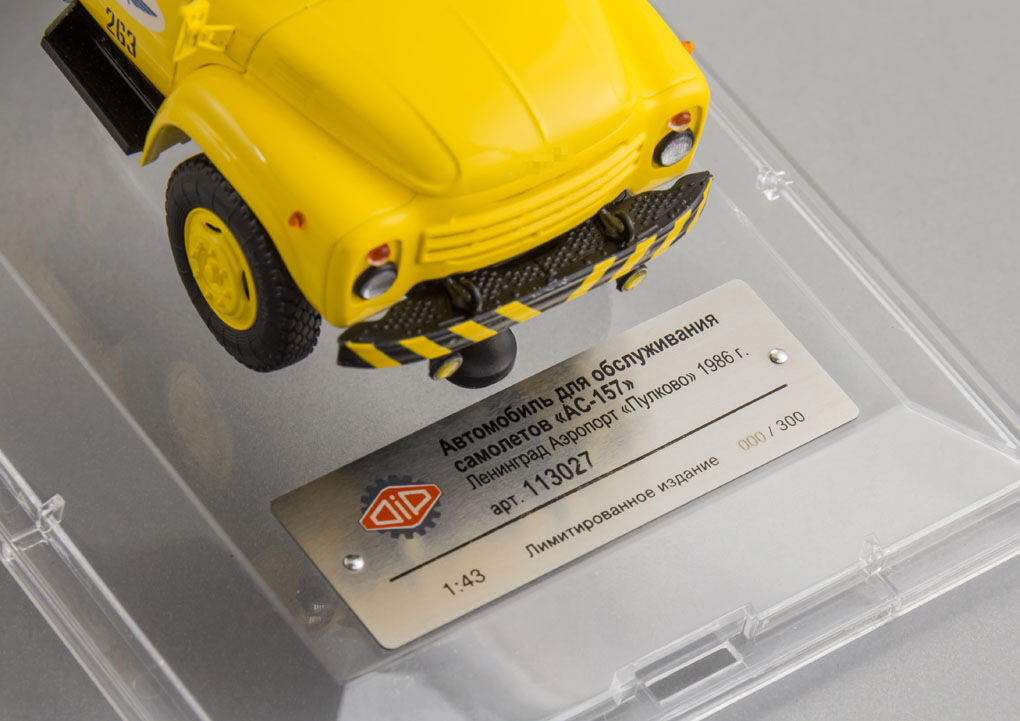 263
Автомобиль для обслуживания
самолетов «АС-157»
Ленинград Аэропорт «Пулково» 1986 г.
арт. 113027
DiP
1:43 Лимитированное издание 000 / 300